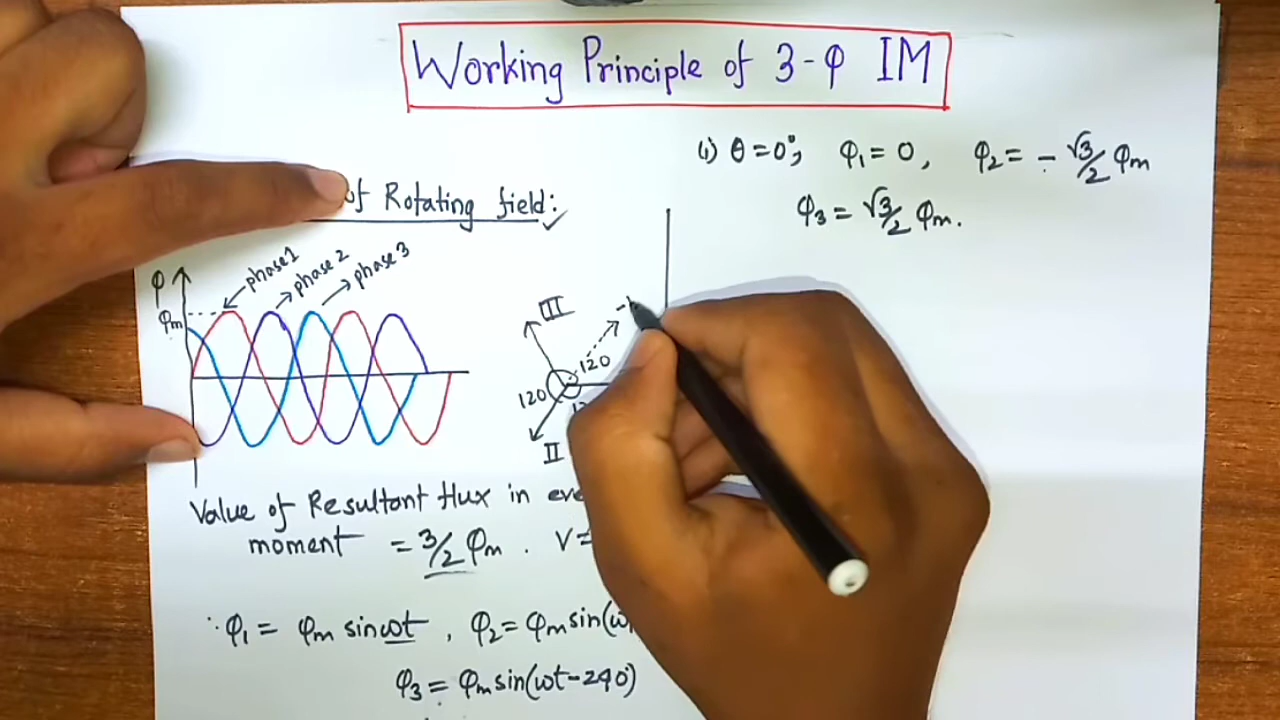 Working Principle of 3-φ IM
(1) θ=0°, φ1 = 0, φ2 = - √3/2 φm
φ3 = √3/2 φm.
of Rotating field:
phase1
phase 2
phase 3
φ
φm
III
120
120
II
Value of Resultant flux in
moment = 3/2 φm . V=
∴ φ1 = φm sinωt , φ2 = φm sin(ω
φ3 = φm sin(ωt-240)